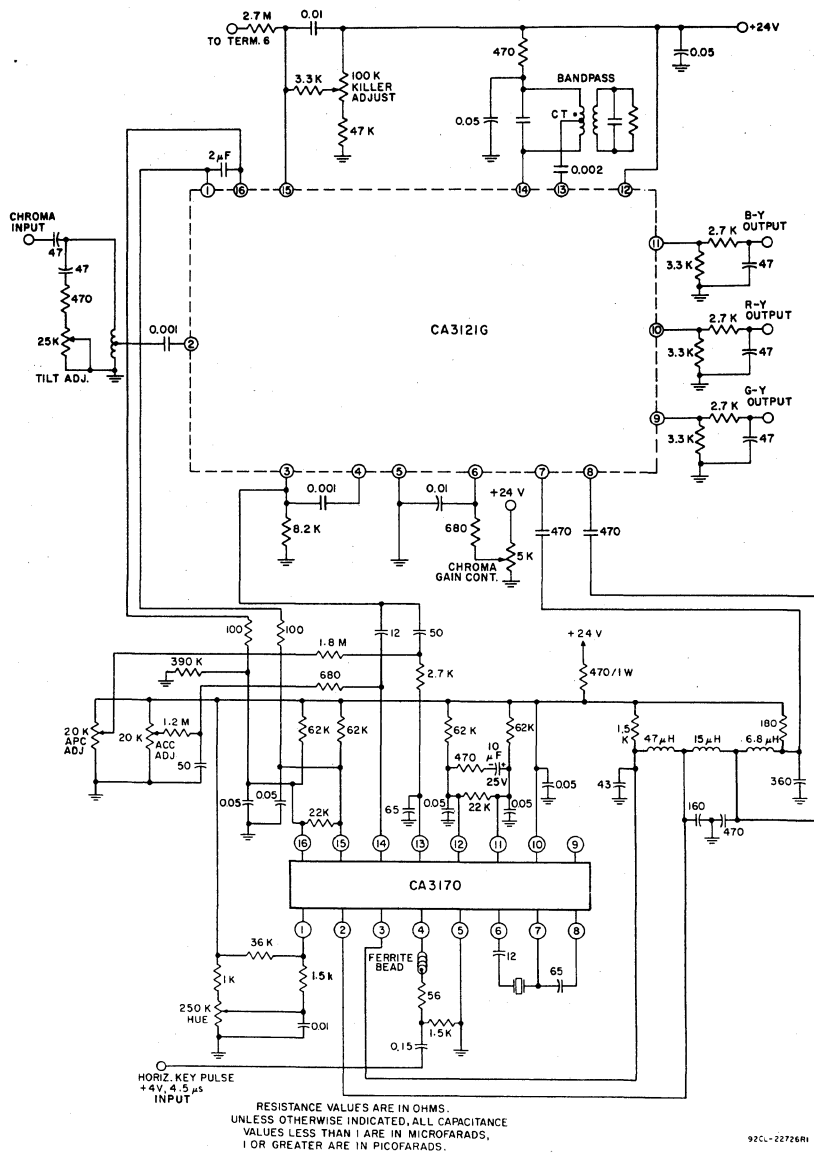 2.7 M
TO TERM. 6
0.01
+24V
0.05
470
BANDPASS
3.3 K
100 K
KILLER
ADJUST
47 K
0.05
CT
0.002
2 μF
1
16
15
14
13
12
CHROMA
INPUT
47
47
470
25K
TILT ADJ.
0.001
2
CA3121G
11
B-Y
OUTPUT
2.7 K
3.3 K
47
10
R-Y
OUTPUT
2.7 K
3.3 K
47
9
G-Y
OUTPUT
2.7 K
3.3 K
47
3
4
5
6
7
8
0.001
8.2 K
0.01
+24 V
680
5 K
CHROMA
GAIN CONT.
470
470
100
100
12
50
1.8 M
390 K
680
2.7 K
+24 V
470/1W
20 K
APC
ADJ
20 K
1.2 M
ACC
ADJ
50
62K
62K
62 K
62K
470
10
μF
25V
1.5
K
47 μH
15 μH
6.8 μH
180
0.05
0.05
22K
65
0.05
22 K
0.05
0.05
43
160
470
360
16
15
14
13
12
11
10
9
CA3170
1
2
3
4
5
6
7
8
36 K
1K
1.5k
250 K
HUE
0.01
FERRITE
BEAD
56
1.5K
0.15
12
65
HORIZ. KEY PULSE
+4V, 4.5 μs
INPUT
RESISTANCE VALUES ARE IN OHMS.
UNLESS OTHERWISE INDICATED, ALL CAPACITANCE
VALUES LESS THAN 1 ARE IN MICROFARADS,
1 OR GREATER ARE IN PICOFARADS.
92CL-22726R1